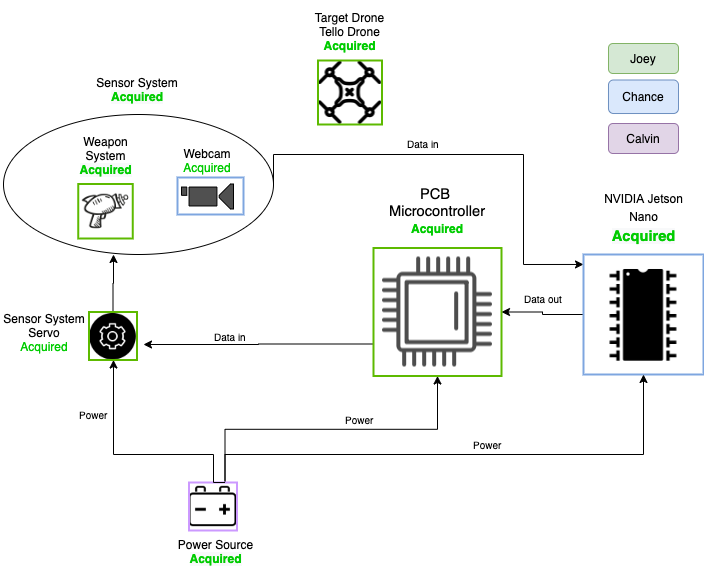 Target Drone
Tello Drone
Acquired
Joey
Chance
Calvin
Sensor System
Acquired
Weapon
System
Acquired
Webcam
Acquired
Data in
PCB
Microcontroller
Acquired
NVIDIA Jetson
Nano
Acquired
Data out
Sensor System
Servo
Acquired
Data in
Power
Power
Power
Power Source
Acquired